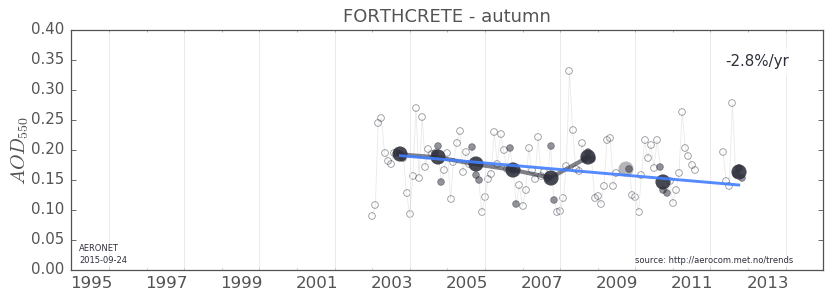 FORTHCRETE - autumn
0.40
0.35
0.30
0.25
0.20
0.15
0.10
0.05
0.00
AOD550
-2.8%/yr
AERONET
2015-09-24
source: http://aerocom.met.no/trends
1995 1997 1999 2001 2003 2005 2007 2009 2011 2013